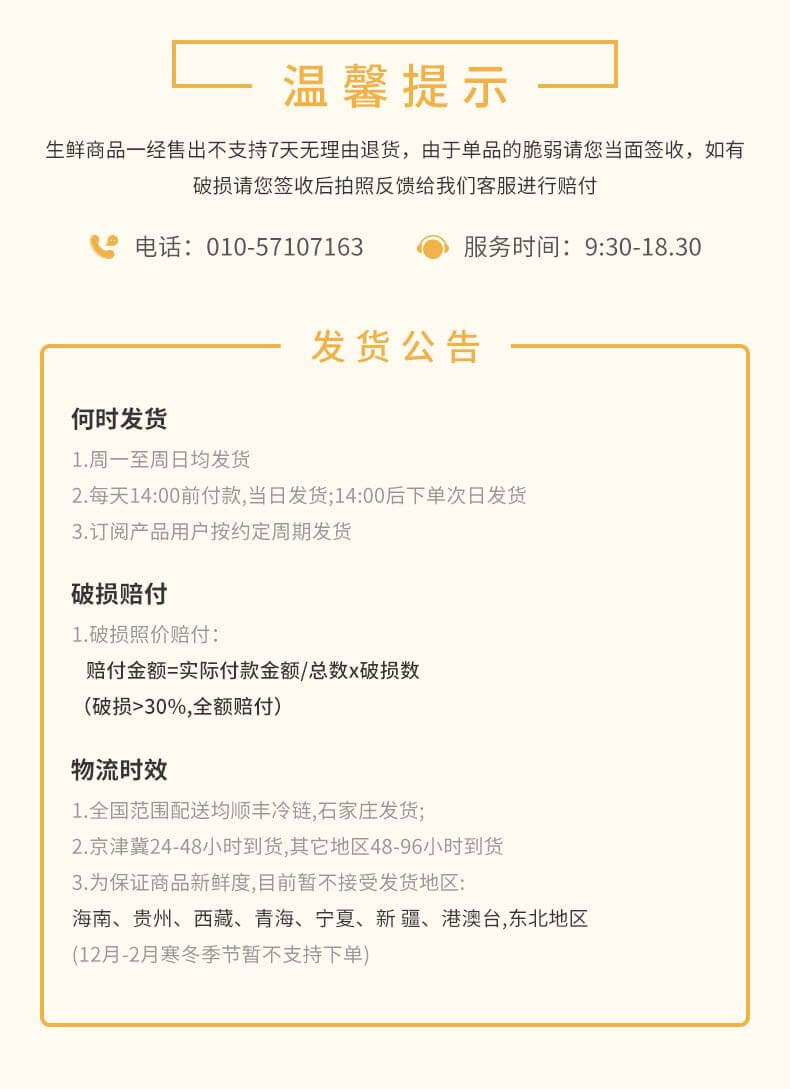 温馨提示
生鲜商品一经售出不支持7天无理由退货，由于单品的脆弱请您当面签收，如有
破损请您签收后拍照反馈给我们客服进行赔付
电话：010-57107163
服务时间：9:30-18.30
发货公告
何时发货
1.周一至周日均发货
2.每天14:00前付款,当日发货;14:00后下单次日发货
3.订阅产品用户按约定周期发货
破损赔付
1.破损照价赔付：
赔付金额=实际付款金额/总数x破损数
（破损>30%,全额赔付）
物流时效
1.全国范围配送均顺丰冷链,石家庄发货;
2.京津冀24-48小时到货,其它地区48-96小时到货
3.为保证商品新鲜度,目前暂不接受发货地区:
海南、贵州、西藏、青海、宁夏、新 疆、港澳台,东北地区
(12月-2月寒冬季节暂不支持下单)